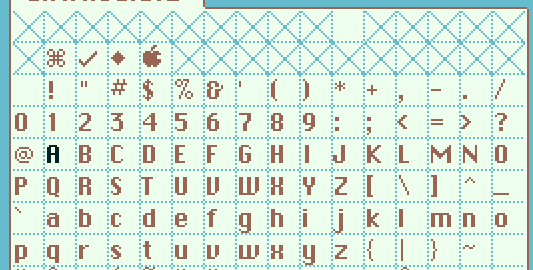 ⌘ ✓ ◆ 
! " # $ % & ' ( ) * + , - . /
0 1 2 3 4 5 6 7 8 9 : ; < = > ?
@ A B C D E F G H I J K L M N O
P Q R S T U V W X Y Z [ \ ] ^ _
` a b c d e f g h i j k l m n o
p q r s t u v w x y z { | } ~